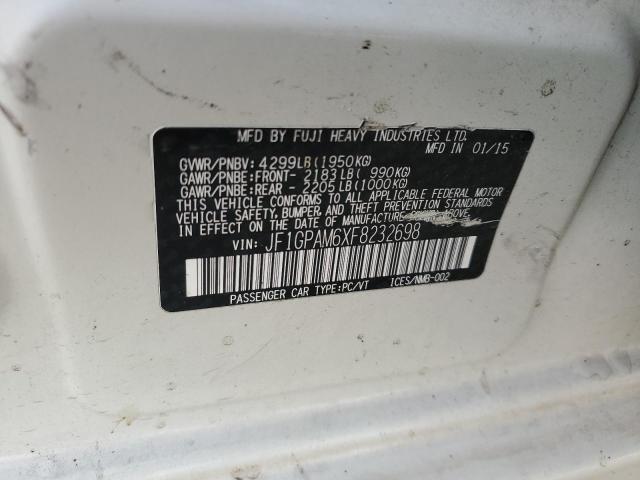 MFD BY FUJI HEAVY INDUSTRIES LTD.
MFD IN 01/15
GVWR/PNBV: 4299LB(1950KG)
GAWR/PNBE:FRONT- 2183LB( 990KG)
GAWR/PNBE:REAR - 2205LB(1000KG)
THIS VEHICLE CONFORMS TO ALL APPLICABLE FEDERAL MOTOR
VEHICLE SAFETY, BUMPER, AND THEFT PREVENTION STANDARDS
IN EFFECT ON THE DATE OF MANUFACTURE SHOWN ABOVE.
VIN: JF1GPAM6XF8232698
PASSENGER CAR TYPE:PC/VT ICES/NMB-002